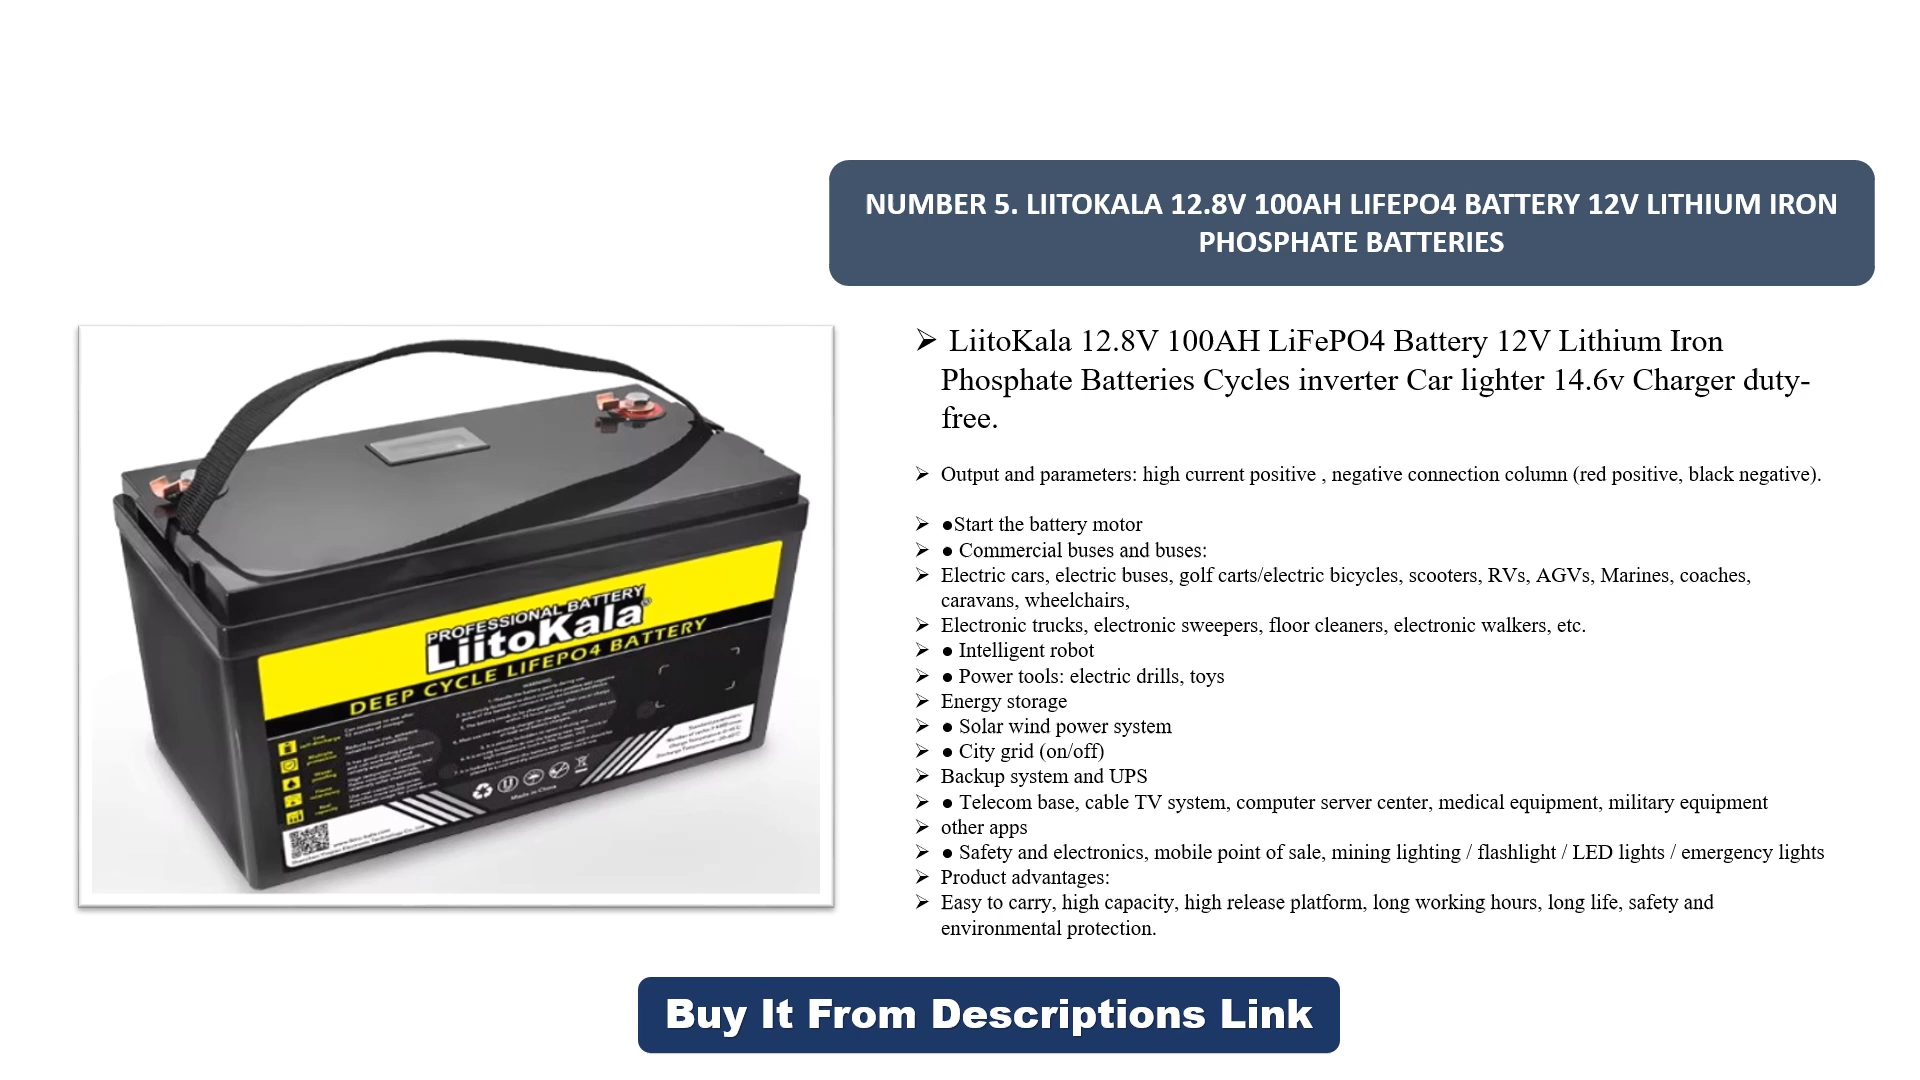 NUMBER 5. LIITOKALA 12.8V 100AH LIFEPO4 BATTERY 12V LITHIUM IRON
PHOSPHATE BATTERIES
➢ LiitoKala 12.8V 100AH LiFePO4 Battery 12V Lithium Iron
Phosphate Batteries Cycles inverter Car lighter 14.6v Charger duty-
free.
➢ Output and parameters: high current positive , negative connection column (red positive, black negative).
➢ ●Start the battery motor
➢ ● Commercial buses and buses:
➢ Electric cars, electric buses, golf carts/electric bicycles, scooters, RVs, AGVs, Marines, coaches,
caravans, wheelchairs,
➢ Electronic trucks, electronic sweepers, floor cleaners, electronic walkers, etc.
➢ ● Intelligent robot
➢ ● Power tools: electric drills, toys
➢ Energy storage
➢ ● Solar wind power system
➢ ● City grid (on/off)
➢ Backup system and UPS
➢ ● Telecom base, cable TV system, computer server center, medical equipment, military equipment
➢ other apps
➢ ● Safety and electronics, mobile point of sale, mining lighting / flashlight / LED lights / emergency lights
➢ Product advantages:
➢ Easy to carry, high capacity, high release platform, long working hours, long life, safety and
environmental protection.
PROFESSIONAL BATTERY
LiitoKala®
DEEP CYCLE LIFEPO4 BATTERY
Made in China
Buy It From Descriptions Link